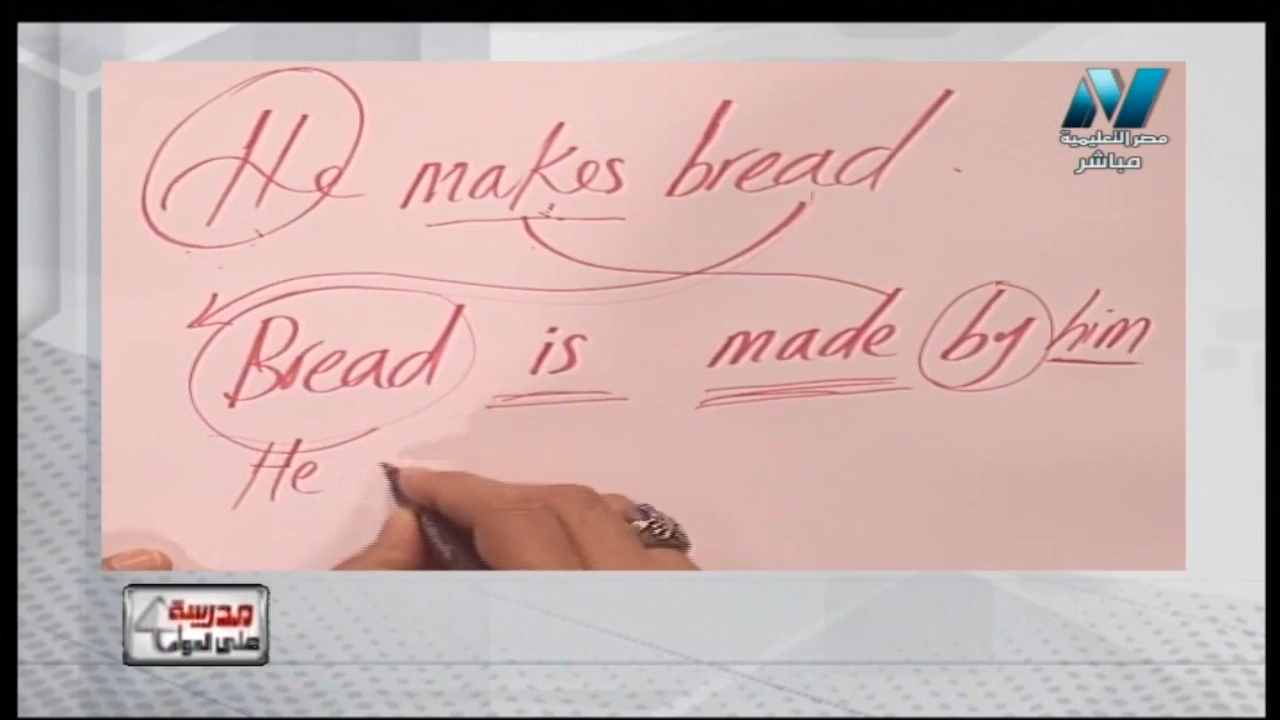 He makes bread.
مصر التعليمية
مباشر
Bread is made by him
He
مدرسة
على الهواء